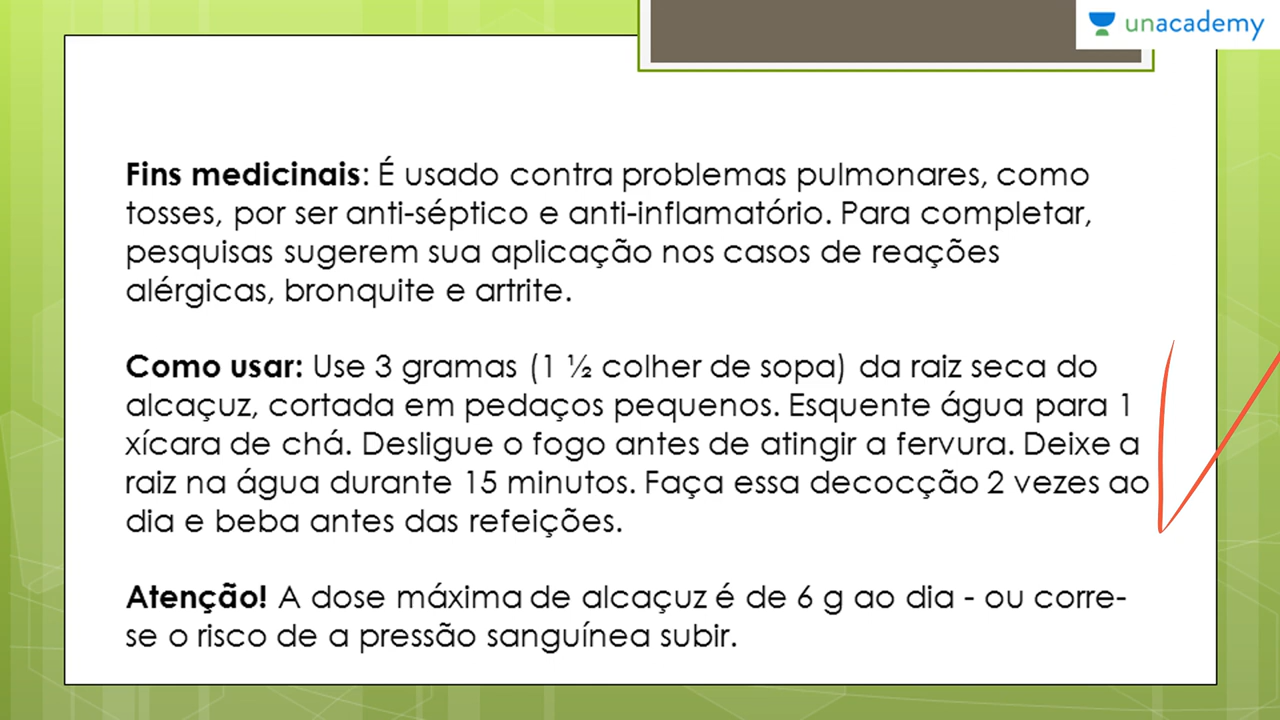 unacademy
Fins medicinais: É usado contra problemas pulmonares, como
tosses, por ser anti-séptico e anti-inflamatório. Para completar,
pesquisas sugerem sua aplicação nos casos de reações
alérgicas, bronquite e artrite.
Como usar: Use 3 gramas (1 ½ colher de sopa) da raiz seca do
alcaçuz, cortada em pedaços pequenos. Esquente água para 1
xícara de chá. Desligue o fogo antes de atingir a fervura. Deixe a
raiz na água durante 15 minutos. Faça essa decocção 2 vezes ao
dia e beba antes das refeições.
Atenção! A dose máxima de alcaçuz é de 6 g ao dia - ou corre-
se o risco de a pressão sanguínea subir.